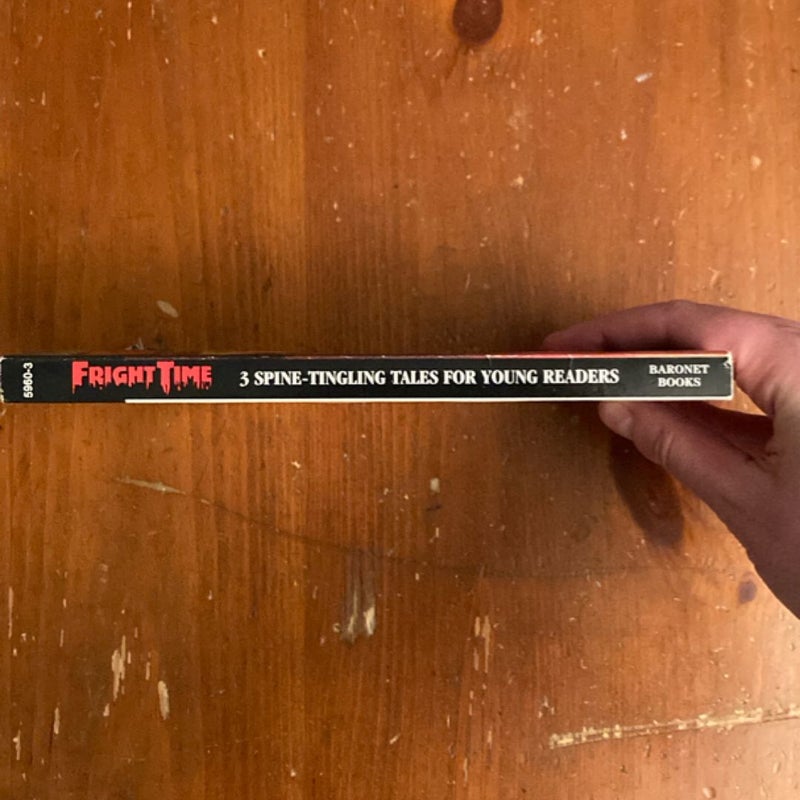 5960-3
FRIGHT TIME
3 SPINE-TINGLING TALES FOR YOUNG READERS
BARONET
BOOKS